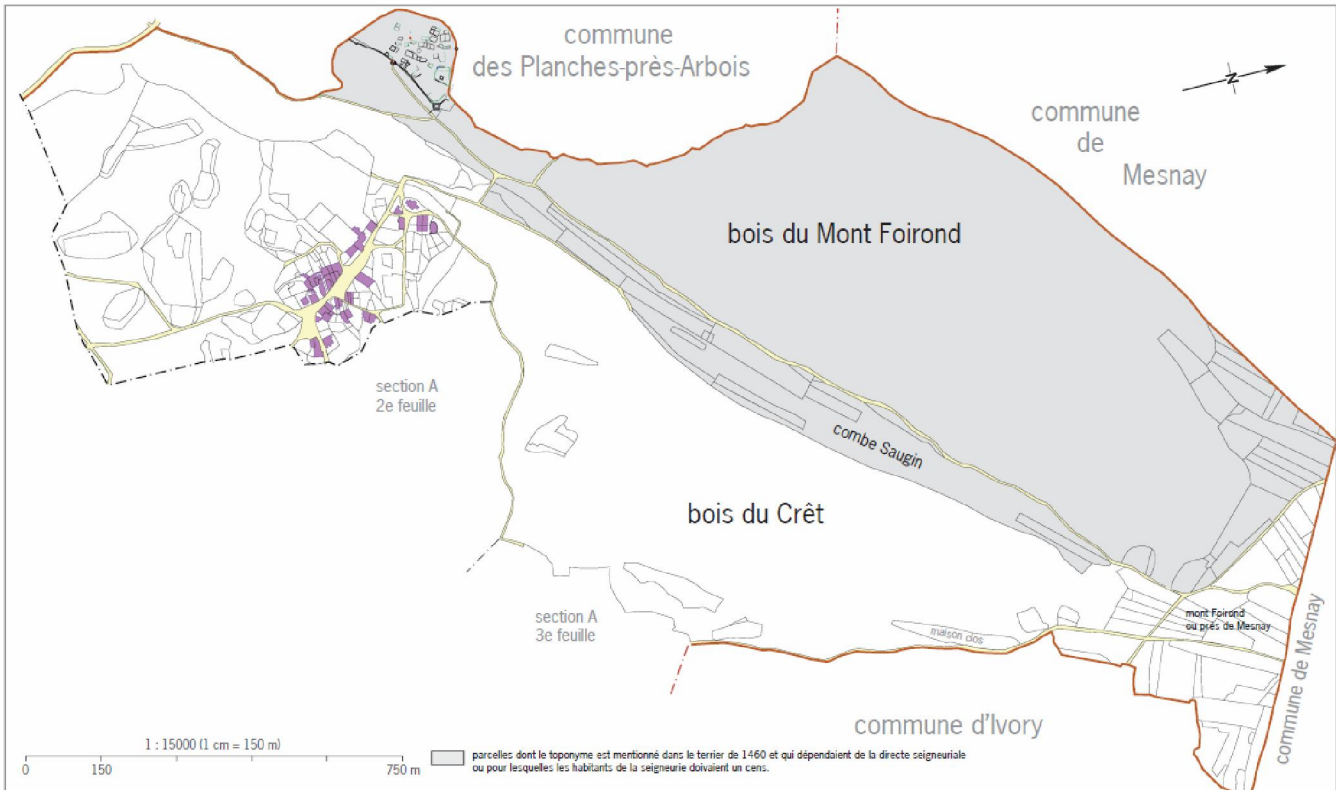 commune
des Planches-près-Arbois
N
commune
de
Mesnay
bois du Mont Foirond
section A
2e feuille
combe Saugin
bois du Crêt
section A
3e feuille
maison clos
mont Foirond
ou près de Mesnay
commune de Mesnay
commune d'Ivory
1 : 15000 (1 cm = 150 m)
0 150 750 m
parcelles dont le toponyme est mentionné dans le terrier de 1460 et qui dépendaient de la directe seigneuriale
ou pour lesquelles les habitants de la seigneurie doivaient un cens.